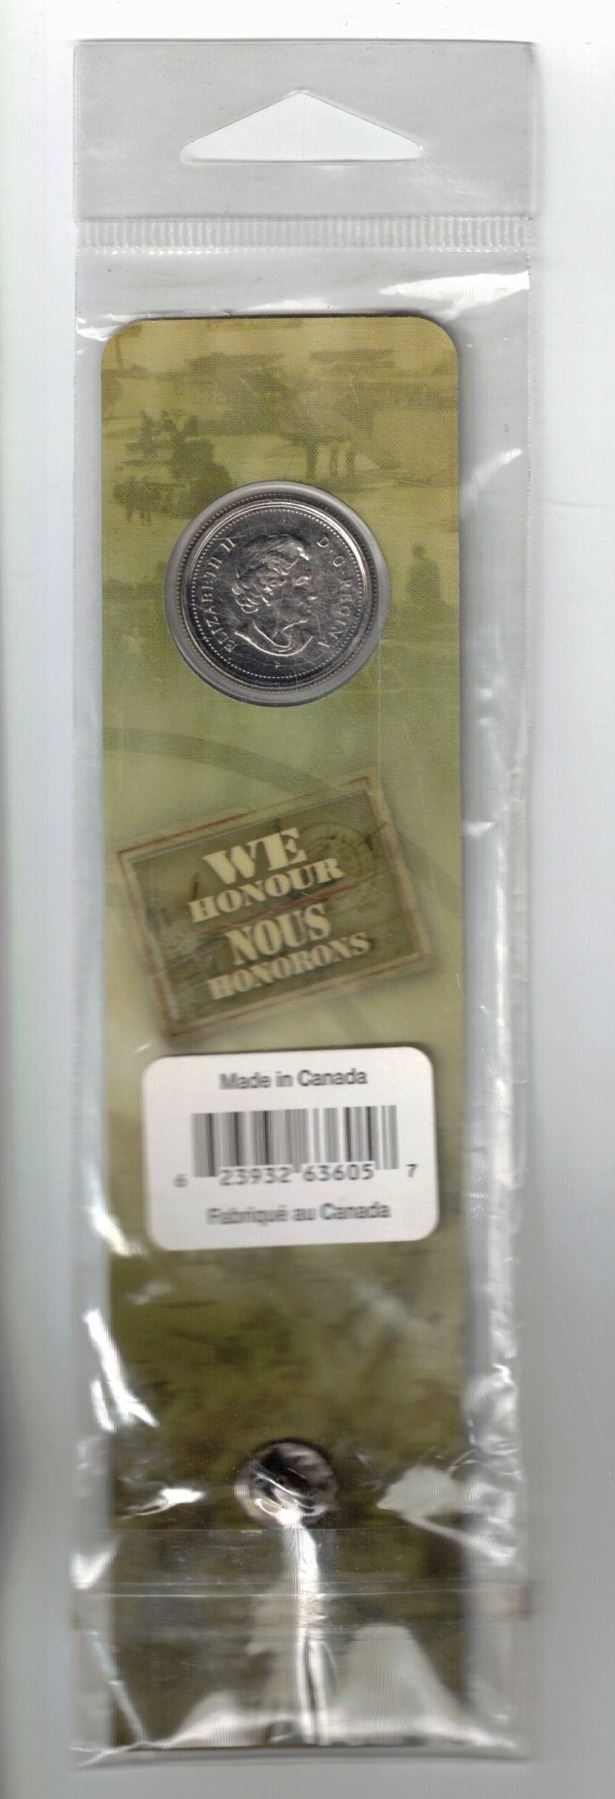 ELIZABETH II D·G·REGINA
WE
HONOUR
NOUS
HONORONS
Made in Canada
6 23932 63605 7
Fabriqué au Canada